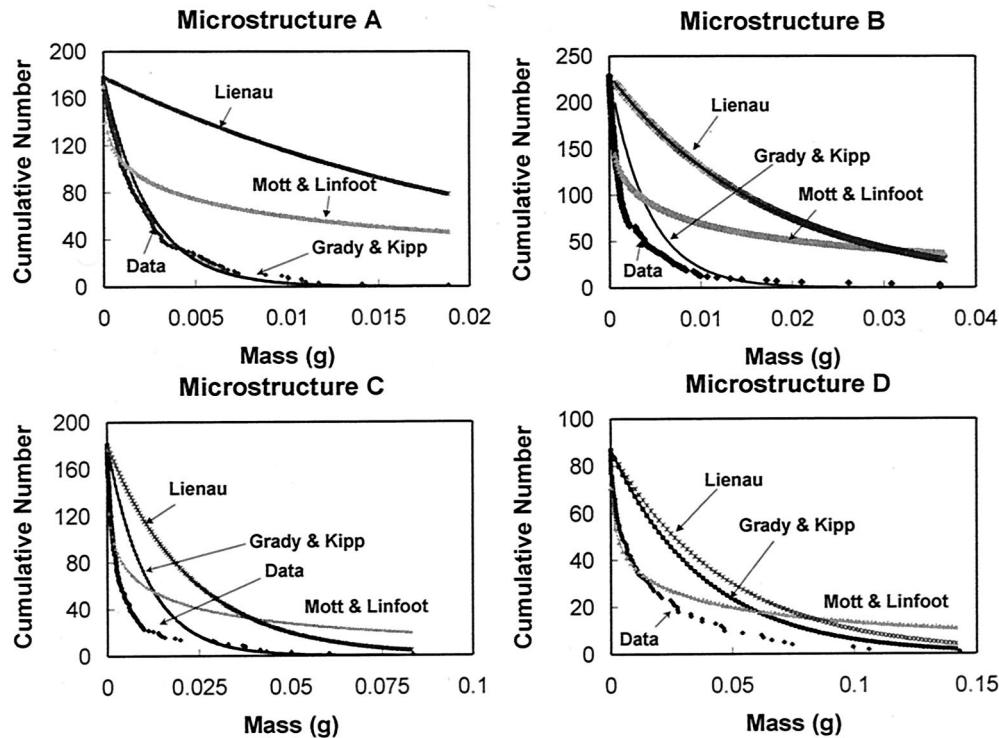 Microstructure A
Cumulative Number
180
160
120
80
40
0
Lienau
Mott & Linfoot
Grady & Kipp
Data
0
0.005
0.01
0.015
0.02
Mass (g)
Microstructure B
Cumulative Number
250
200
150
100
50
0
Lienau
Grady & Kipp
Mott & Linfoot
Data
0
0.01
0.02
0.03
0.04
Mass (g)
Microstructure C
Cumulative Number
200
160
120
80
40
0
Lienau
Grady & Kipp
Data
Mott & Linfoot
0
0.025
0.05
0.075
0.1
Mass (g)
Microstructure D
Cumulative Number
100
80
60
40
20
0
Lienau
Grady & Kipp
Mott & Linfoot
Data
0
0.05
0.1
0.15
Mass (g)